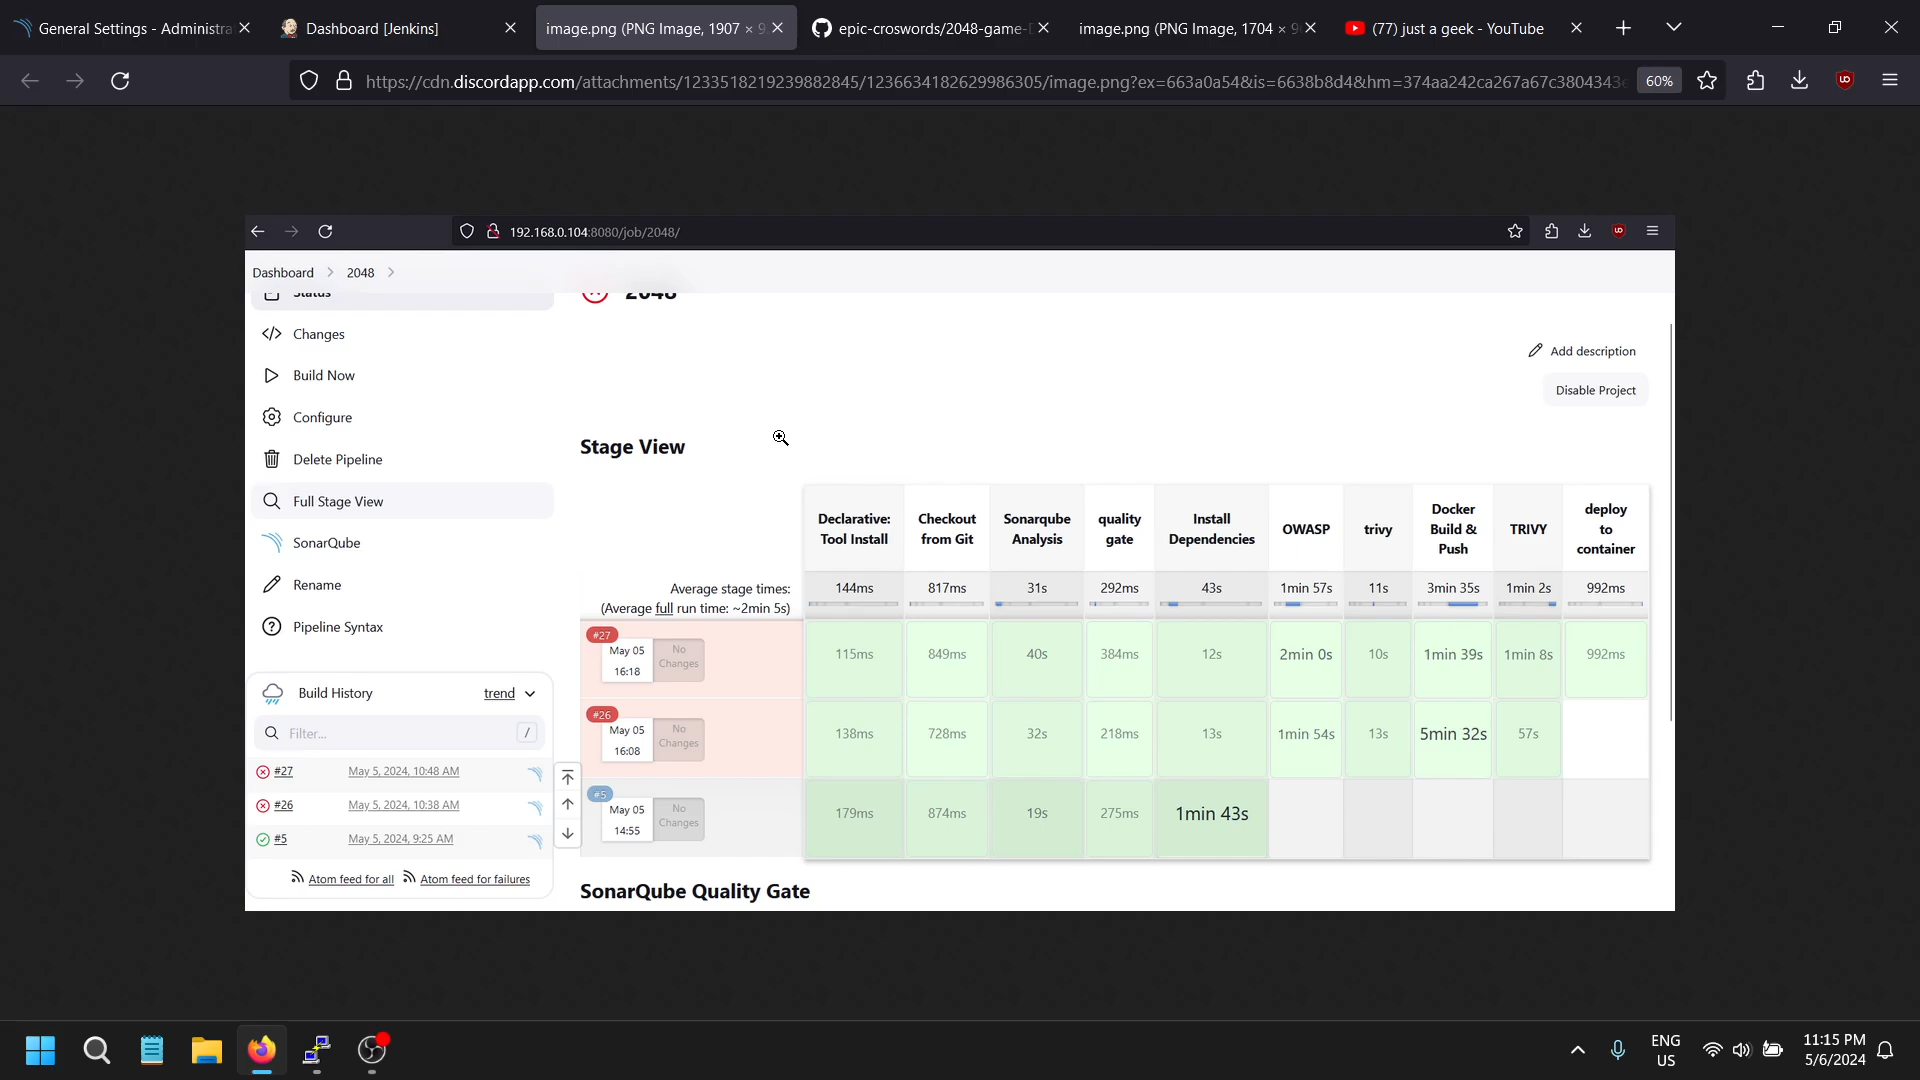 General Settings - Administra
Dashboard [Jenkins]
image.png (PNG Image, 1907 × 9
epic-croswords/2048-game-D
image.png (PNG Image, 1704 × 9
(77) just a geek - YouTube
https://cdn.discordapp.com/attachments/1233518219239882845/1236634182629986305/image.png?ex=663a0a54&is=6638b8d4&hm=374aa242ca267a67c3804343e
60%
192.168.0.104:8080/job/2048/
Dashboard
2048
Status
2048
Changes
Add description
Build Now
Disable Project
Configure
Stage View
Delete Pipeline
Full Stage View
SonarQube
Rename
Pipeline Syntax
Declarative: Tool Install
Checkout from Git
Sonarqube Analysis
quality gate
Install Dependencies
OWASP
trivy
Docker Build & Push
TRIVY
deploy to container
Average stage times:
(Average full run time: ~2min 5s)
144ms
817ms
31s
292ms
43s
1min 57s
11s
3min 35s
1min 2s
992ms
#27
May 05
16:18
No Changes
115ms
849ms
40s
384ms
12s
2min 0s
10s
1min 39s
1min 8s
992ms
#26
May 05
16:08
No Changes
138ms
728ms
32s
218ms
13s
1min 54s
13s
5min 32s
57s
#5
May 05
14:55
No Changes
179ms
874ms
19s
275ms
1min 43s
Build History
trend
Filter...
/
#27 May 5, 2024, 10:48 AM
#26 May 5, 2024, 10:38 AM
#5 May 5, 2024, 9:25 AM
Atom feed for all
Atom feed for failures
SonarQube Quality Gate
ENG
US
11:15 PM
5/6/2024